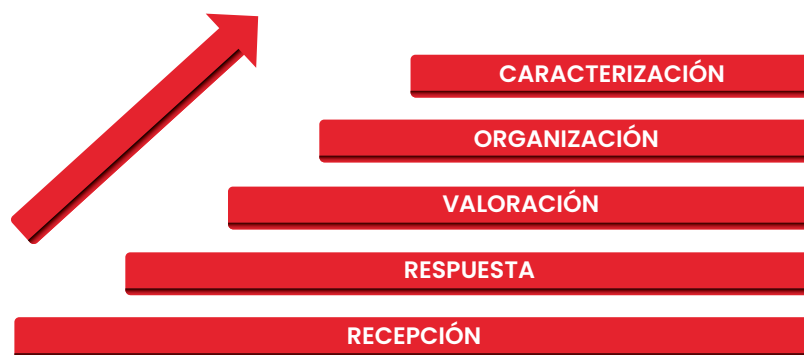 CARACTERIZACIÓN
ORGANIZACIÓN
VALORACIÓN
RESPUESTA
RECEPCIÓN